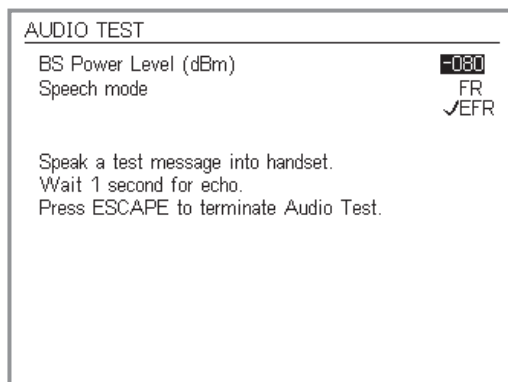 AUDIO TEST
BS Power Level (dBm) -080
Speech mode FR
✓EFR
Speak a test message into handset.
Wait 1 second for echo.
Press ESCAPE to terminate Audio Test.